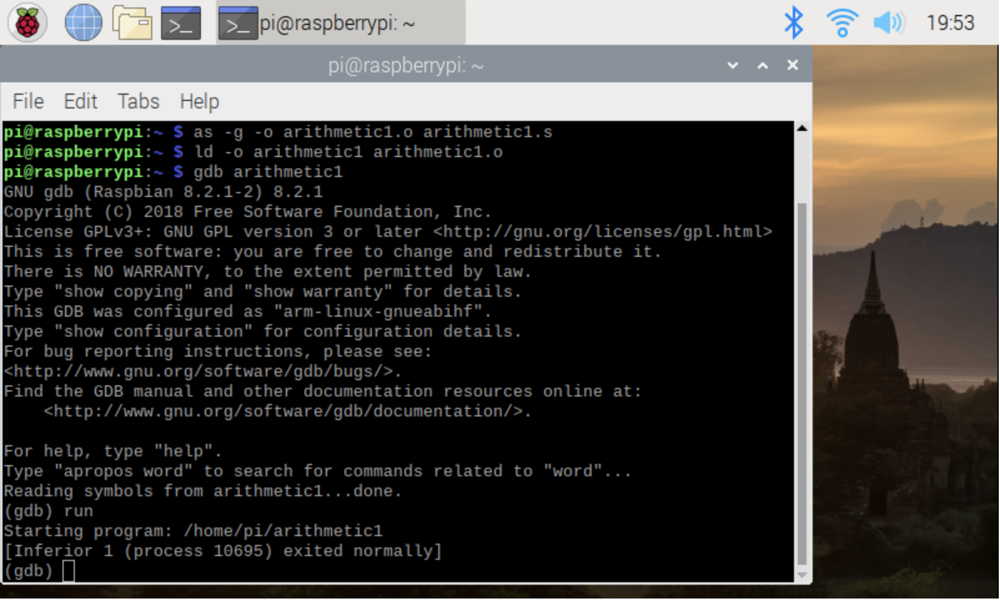 pi@raspberrypi: ~
19:53
pi@raspberrypi: ~
File Edit Tabs Help
pi@raspberrypi:~ $ as -g -o arithmetic1.o arithmetic1.s
pi@raspberrypi:~ $ ld -o arithmetic1 arithmetic1.o
pi@raspberrypi:~ $ gdb arithmetic1
GNU gdb (Raspbian 8.2.1-2) 8.2.1
Copyright (C) 2018 Free Software Foundation, Inc.
License GPLv3+: GNU GPL version 3 or later <http://gnu.org/licenses/gpl.html>
This is free software: you are free to change and redistribute it.
There is NO WARRANTY, to the extent permitted by law.
Type "show copying" and "show warranty" for details.
This GDB was configured as "arm-linux-gnueabihf".
Type "show configuration" for configuration details.
For bug reporting instructions, please see:
<http://www.gnu.org/software/gdb/bugs/>.
Find the GDB manual and other documentation resources online at:
    <http://www.gnu.org/software/gdb/documentation/>.

For help, type "help".
Type "apropos word" to search for commands related to "word"...
Reading symbols from arithmetic1...done.
(gdb) run
Starting program: /home/pi/arithmetic1
[Inferior 1 (process 10695) exited normally]
(gdb)